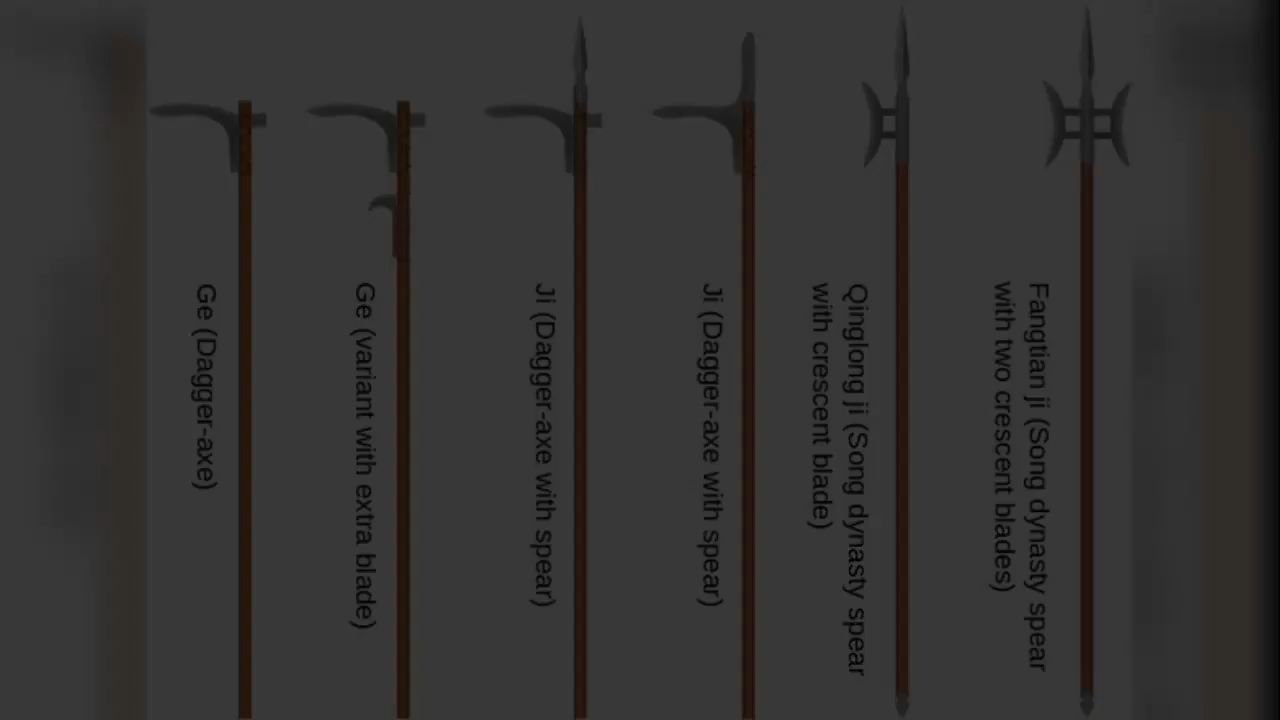 Ge (Dagger-axe)
Ge (variant with extra blade)
Ji (Dagger-axe with spear)
Ji (Dagger-axe with spear)
Qinglong ji (Song dynasty spear
with crescent blade)
Fangtian ji (Song dynasty spear
with two crescent blades)